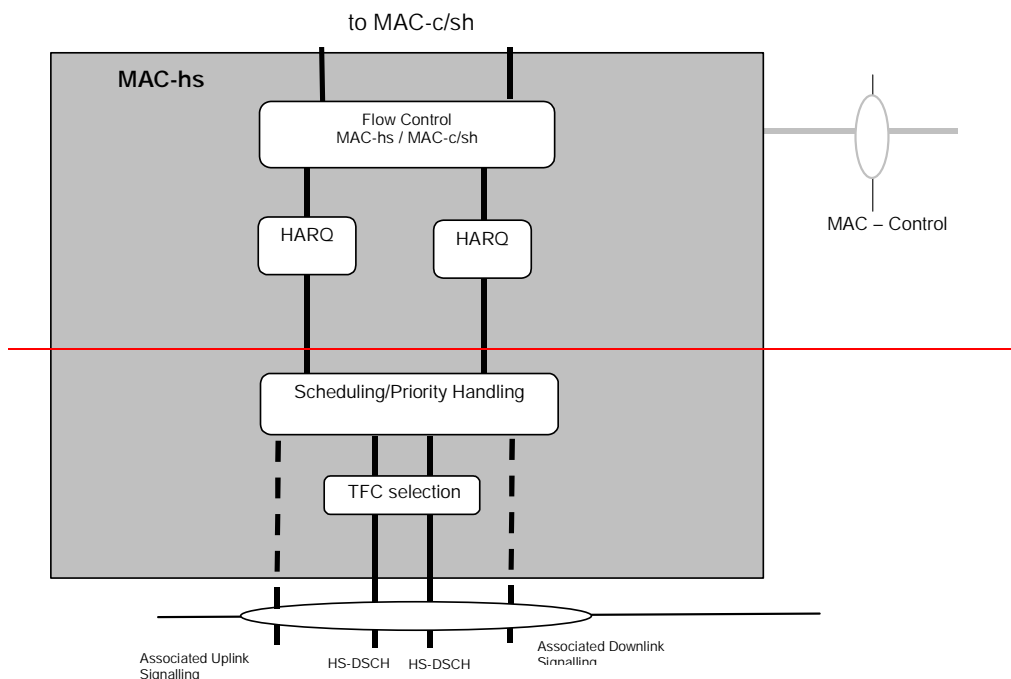 to MAC-c/sh
MAC-hs
Flow Control
MAC-hs / MAC-c/sh
HARQ
HARQ
MAC – Control
Scheduling/Priority Handling
TFC selection
Associated Uplink
Signalling
HS-DSCH
HS-DSCH
Associated Downlink
Signalling